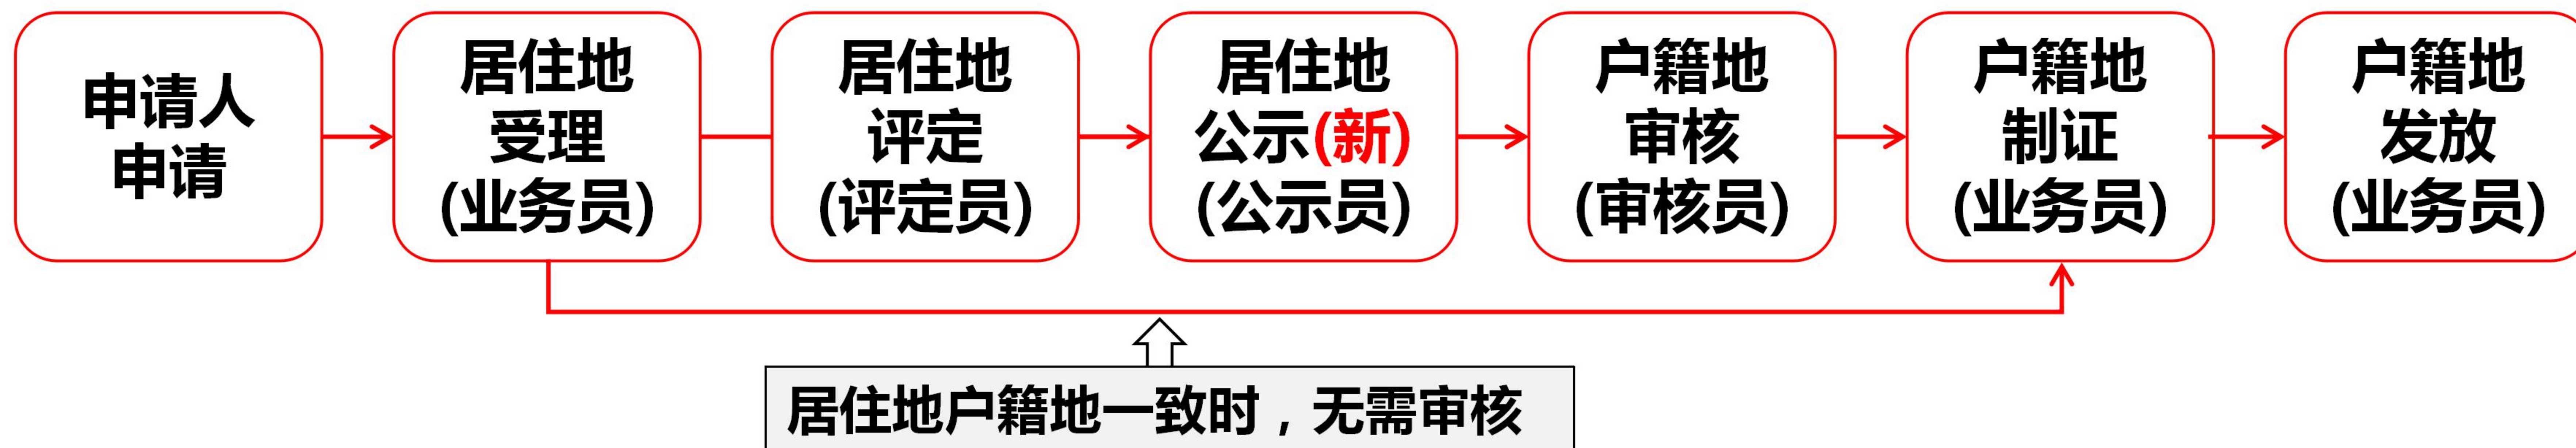 申请人
申请
居住地
受理
(业务员)
居住地
评定
(评定员)
居住地
公示(新)
(公示员)
户籍地
审核
(审核员)
户籍地
制证
(业务员)
户籍地
发放
(业务员)
居住地户籍地一致时，无需审核